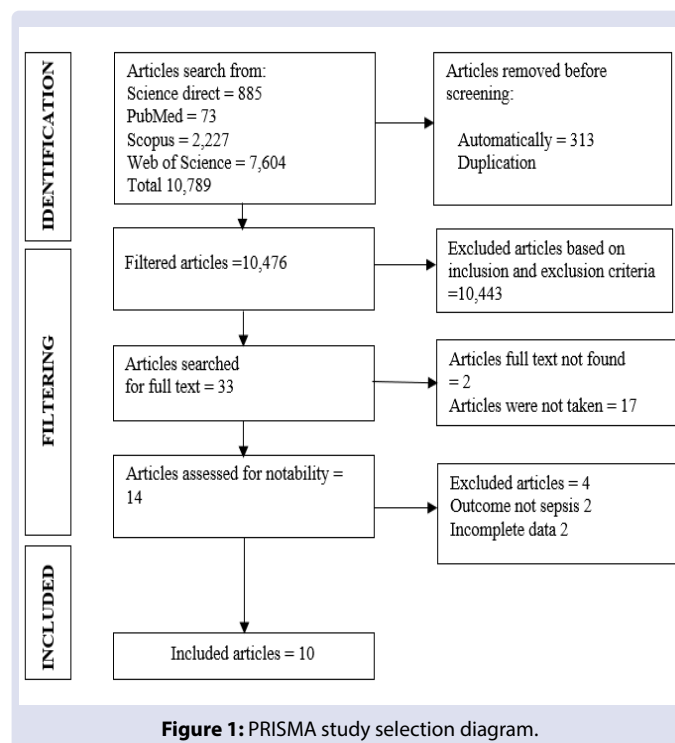 IDENTIFICATION
Articles search from:
Science direct = 885
PubMed = 73
Scopus = 2,227
Web of Science = 7,604
Total 10,789
Articles removed before
screening:
Automatically = 313
Duplication
FILTERING
Filtered articles =10,476
Excluded articles based on
inclusion and exclusion criteria
=10,443
Articles searched
for full text = 33
Articles full text not found
= 2
Articles were not taken = 17
Articles assessed for notability =
14
Excluded articles = 4
Outcome not sepsis 2
Incomplete data 2
INCLUDED
Included articles = 10
Figure 1: PRISMA study selection diagram.